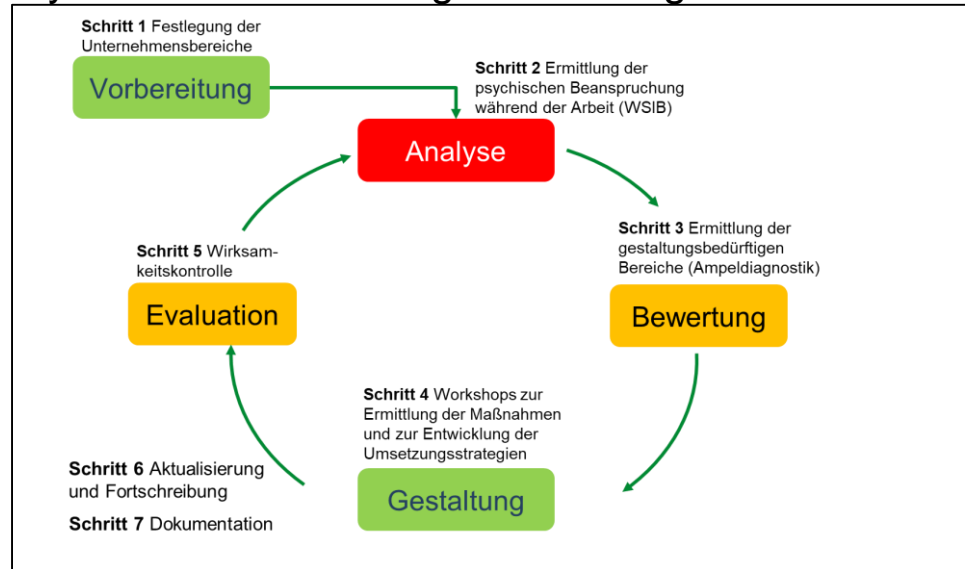 Schritt 1 Festlegung der
Unternehmensbereiche
Vorbereitung
Schritt 2 Ermittlung der
psychischen Beanspruchung
während der Arbeit (WSIB)
Analyse
Schritt 3 Ermittlung der
gestaltungsbedürftigen
Bereiche (Ampeldiagnostik)
Bewertung
Schritt 4 Workshops zur
Ermittlung der Maßnahmen
und zur Entwicklung der
Umsetzungsstrategien
Gestaltung
Schritt 5 Wirksam-
keitskontrolle
Evaluation
Schritt 6 Aktualisierung
und Fortschreibung
Schritt 7 Dokumentation